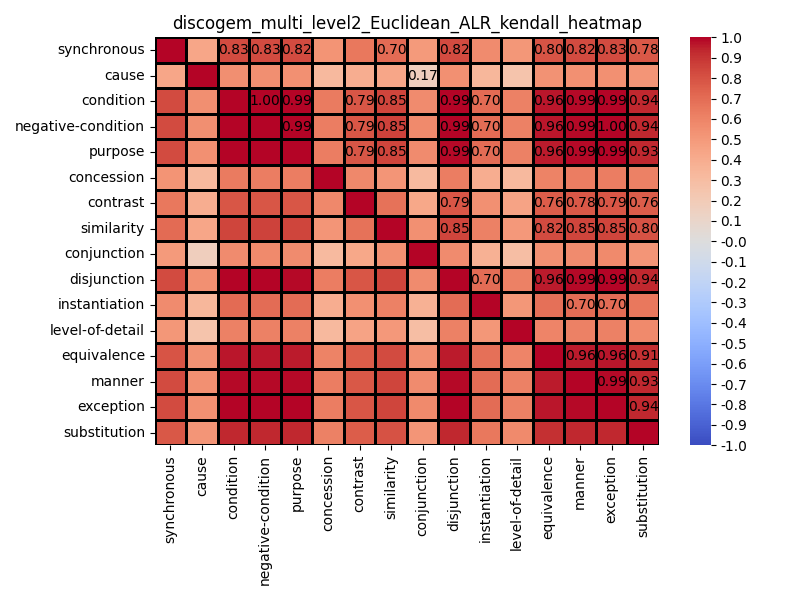 discogem_multi_level2_Euclidean_ALR_kendall_heatmap
synchronous 0.83 0.83 0.82 0.70 0.82 0.80 0.82 0.83 0.78
cause 0.17
condition 1.00 0.99 0.79 0.85 0.99 0.70 0.96 0.99 0.99 0.94
negative-condition 0.99 0.79 0.85 0.99 0.70 0.96 0.99 1.00 0.94
purpose 0.79 0.85 0.99 0.70 0.96 0.99 0.99 0.93
concession
contrast 0.79 0.76 0.78 0.79 0.76
similarity 0.85 0.82 0.85 0.85 0.80
conjunction
disjunction 0.70 0.96 0.99 0.99 0.94
instantiation 0.70 0.70
level-of-detail
equivalence 0.96 0.96 0.91
manner 0.99 0.93
exception 0.94
substitution
synchronous
cause
condition
negative-condition
purpose
concession
contrast
similarity
conjunction
disjunction
instantiation
level-of-detail
equivalence
manner
exception
substitution
1.0
0.9
0.8
0.7
0.6
0.5
0.4
0.3
0.2
0.1
-0.0
-0.1
-0.2
-0.3
-0.4
-0.5
-0.6
-0.7
-0.8
-0.9
-1.0